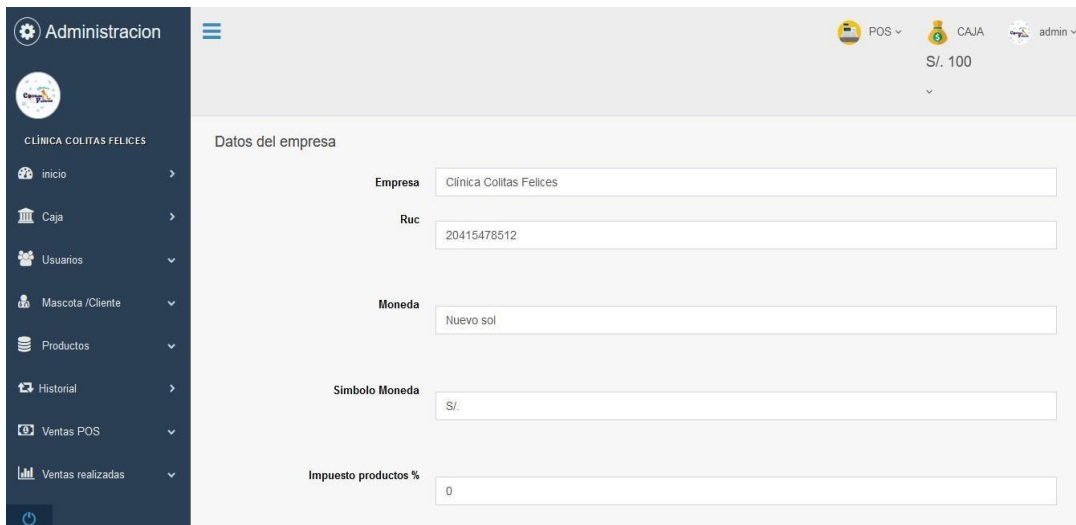 Administracion
POS
CAJA
admin
S/. 100
CLÍNICA COLITAS FELICES
inicio
Caja
Usuarios
Mascota /Cliente
Productos
Historial
Ventas POS
Ventas realizadas
Datos del empresa
Empresa
Clínica Colitas Felices
Ruc
20415478512
Moneda
Nuevo sol
Simbolo Moneda
S/.
Impuesto productos %
0